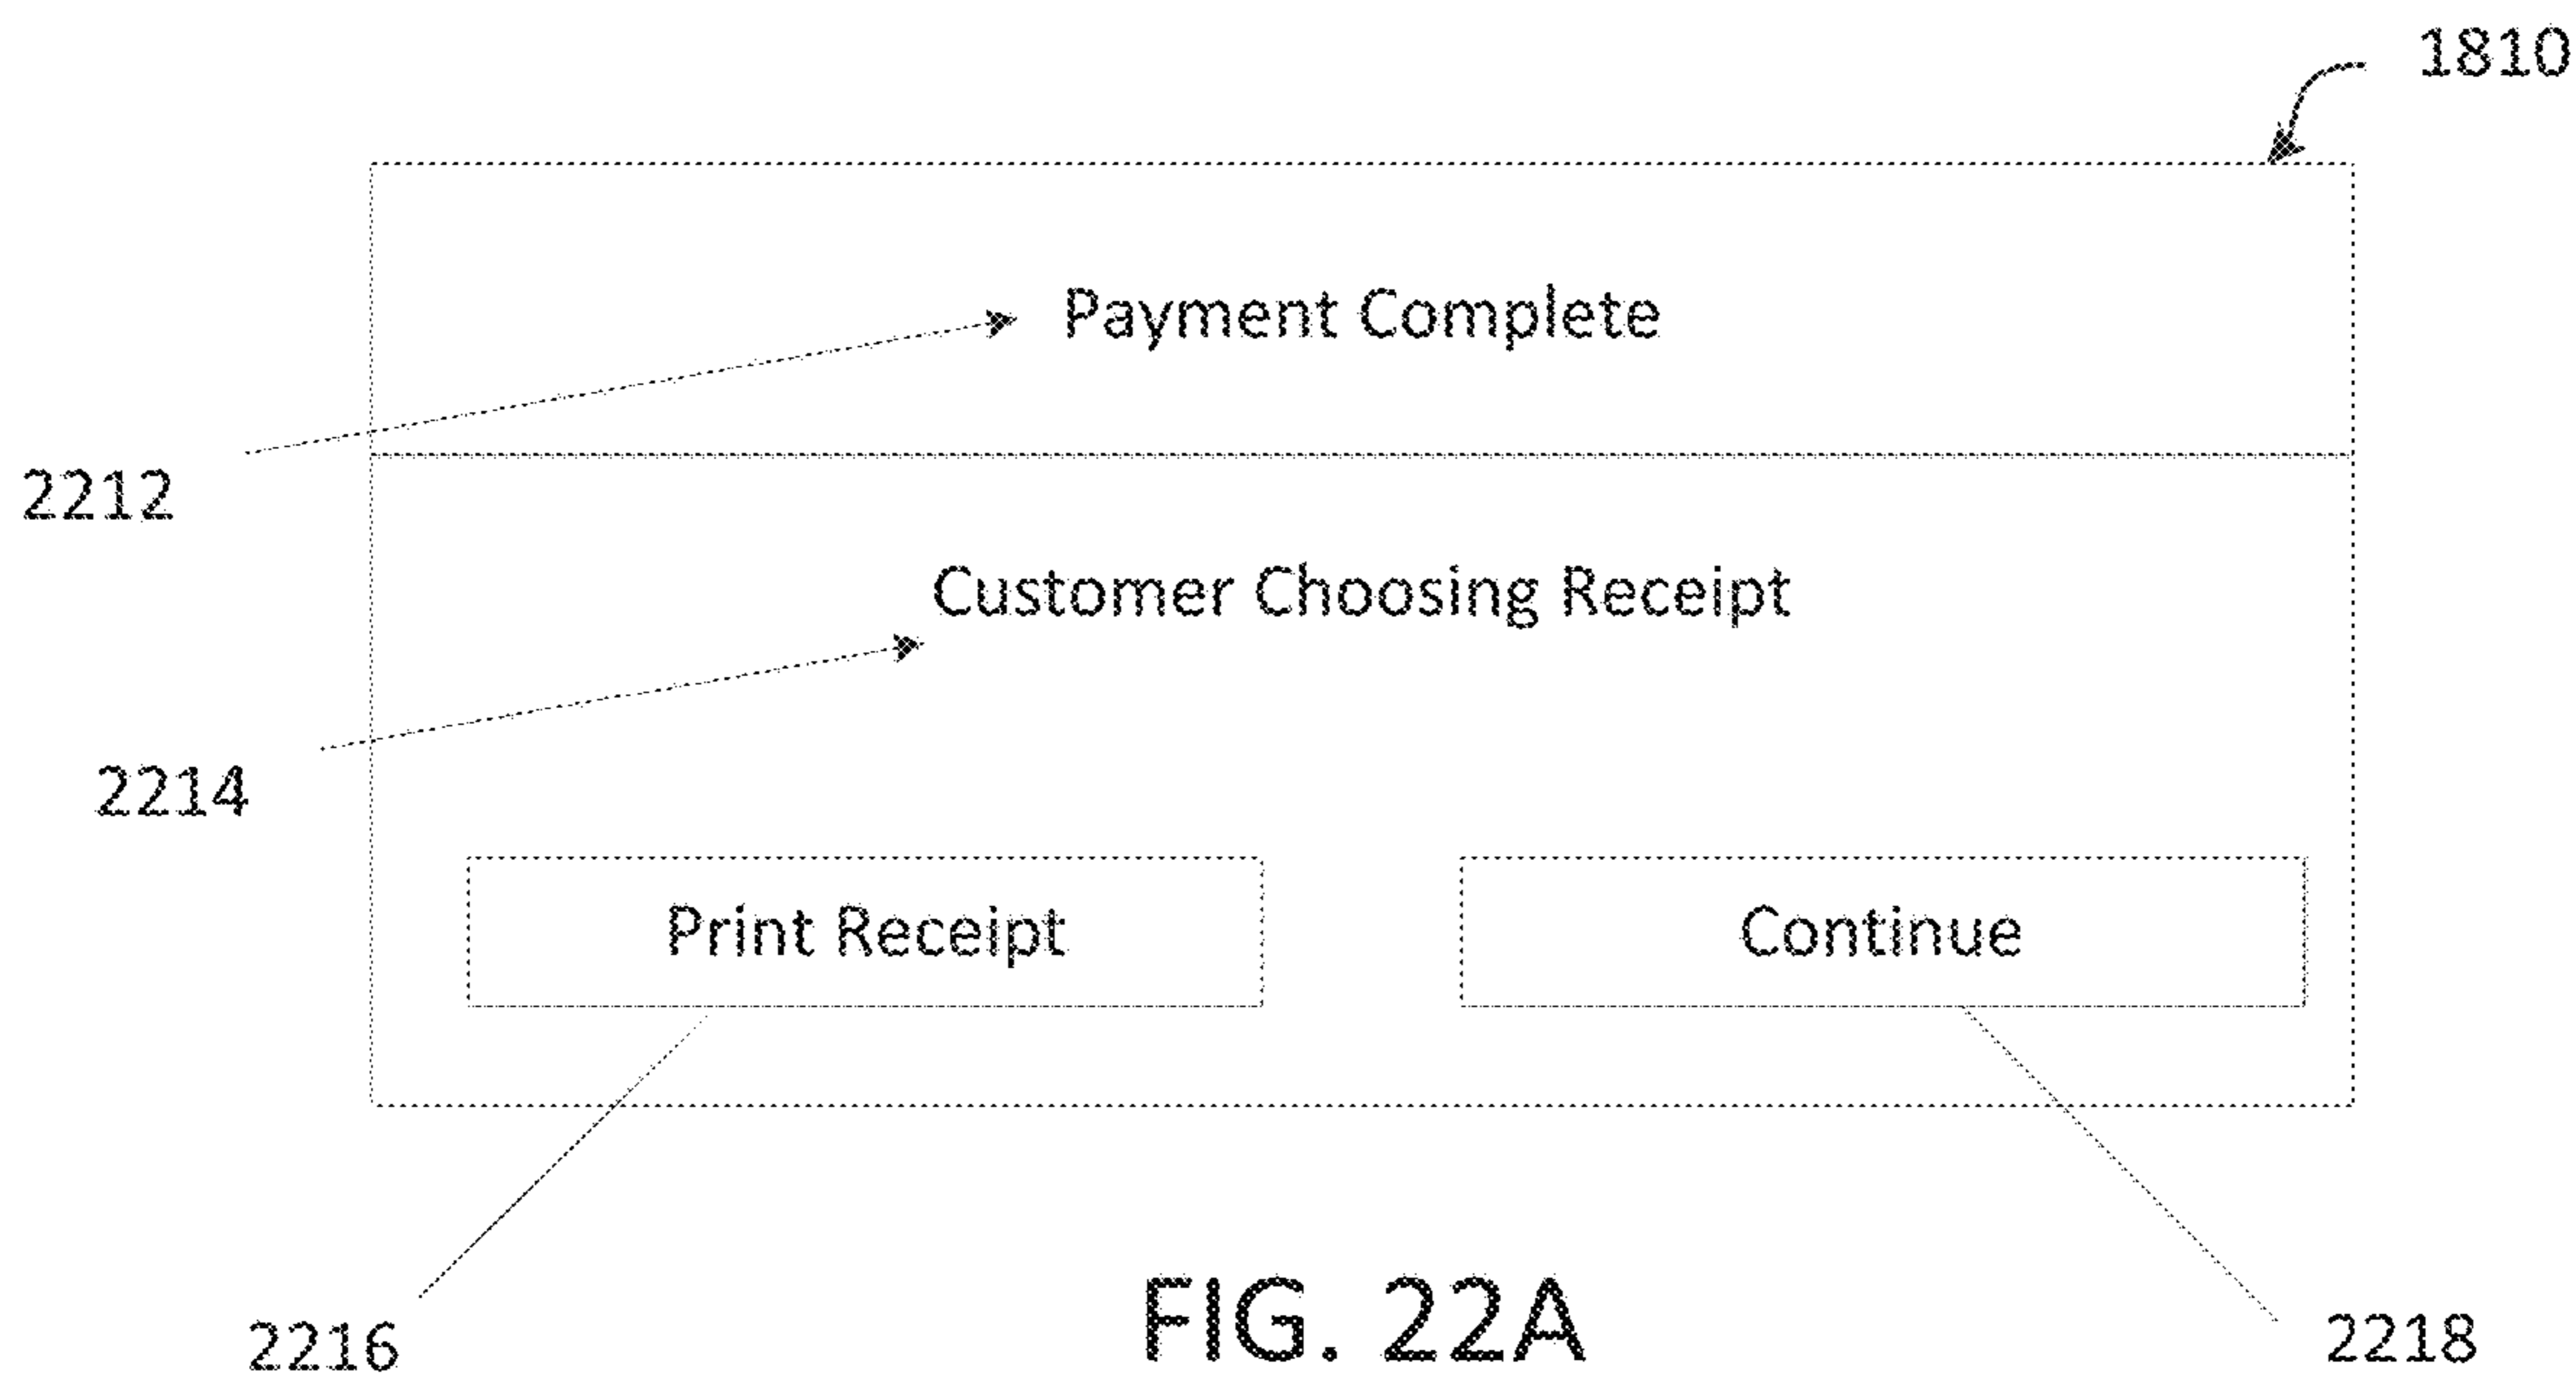 1810
Payment Complete
2212
Customer Choosing Receipt
2214
Print Receipt
Continue
2216
2218
FIG. 22A